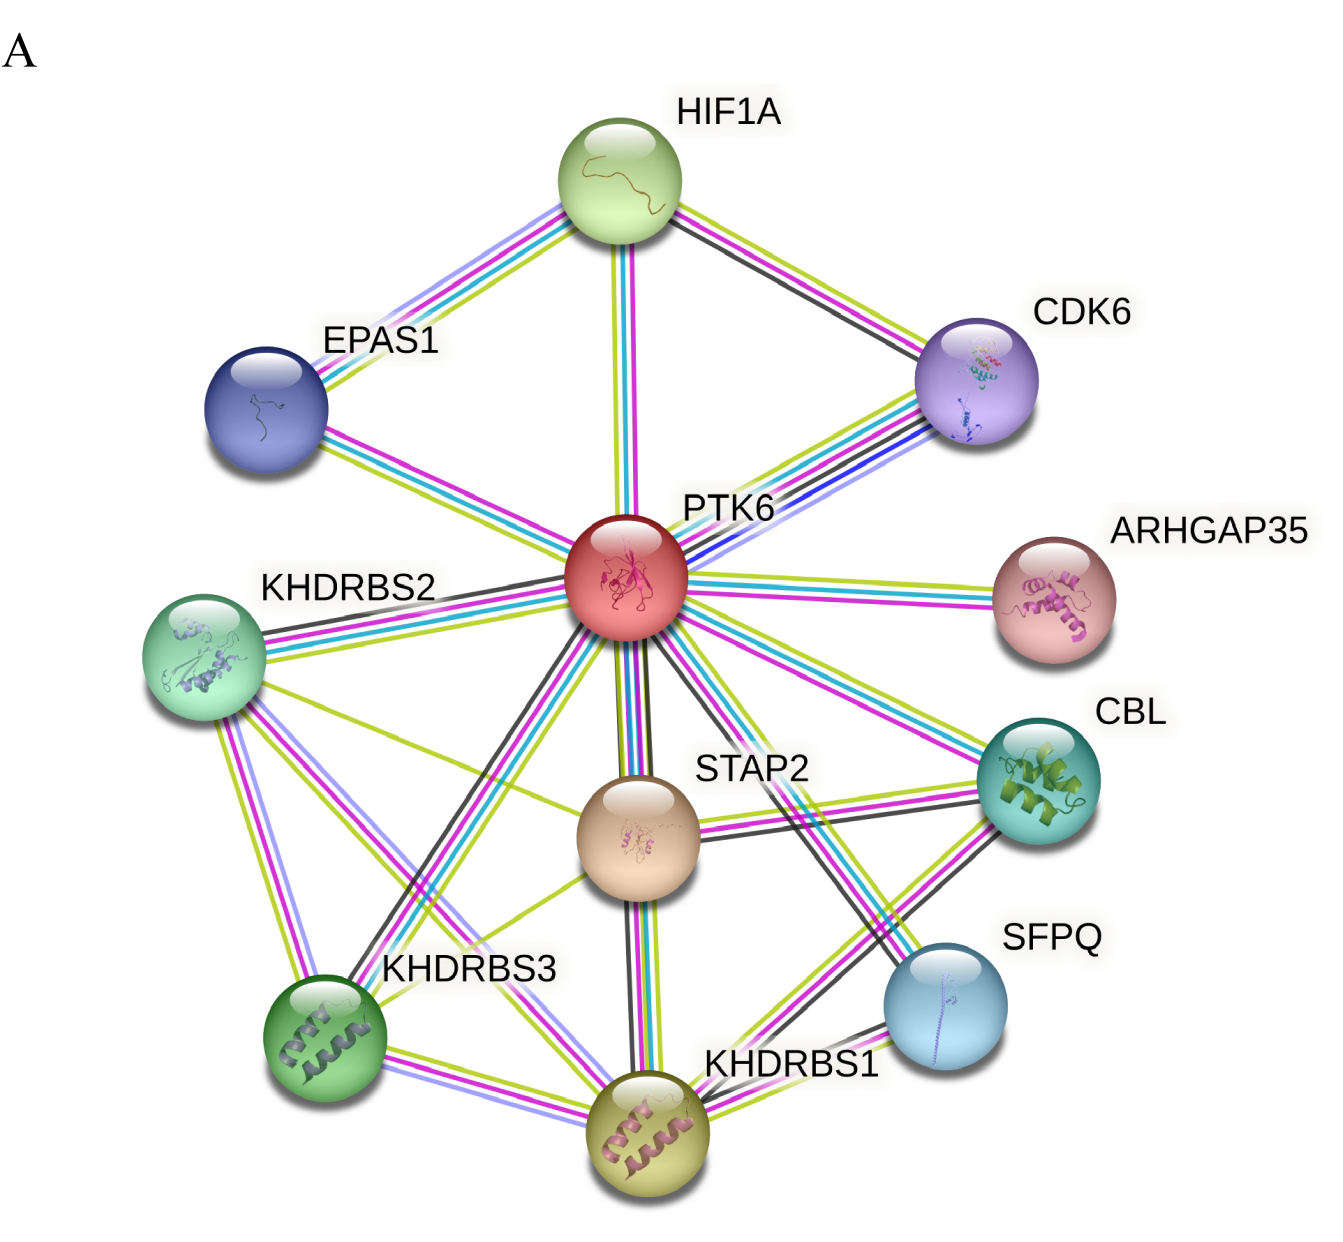 A
HIF1A
CDK6
EPAS1
PTK6
ARHGAP35
KHDRBS2
CBL
STAP2
SFPQ
KHDRBS3
KHDRBS1